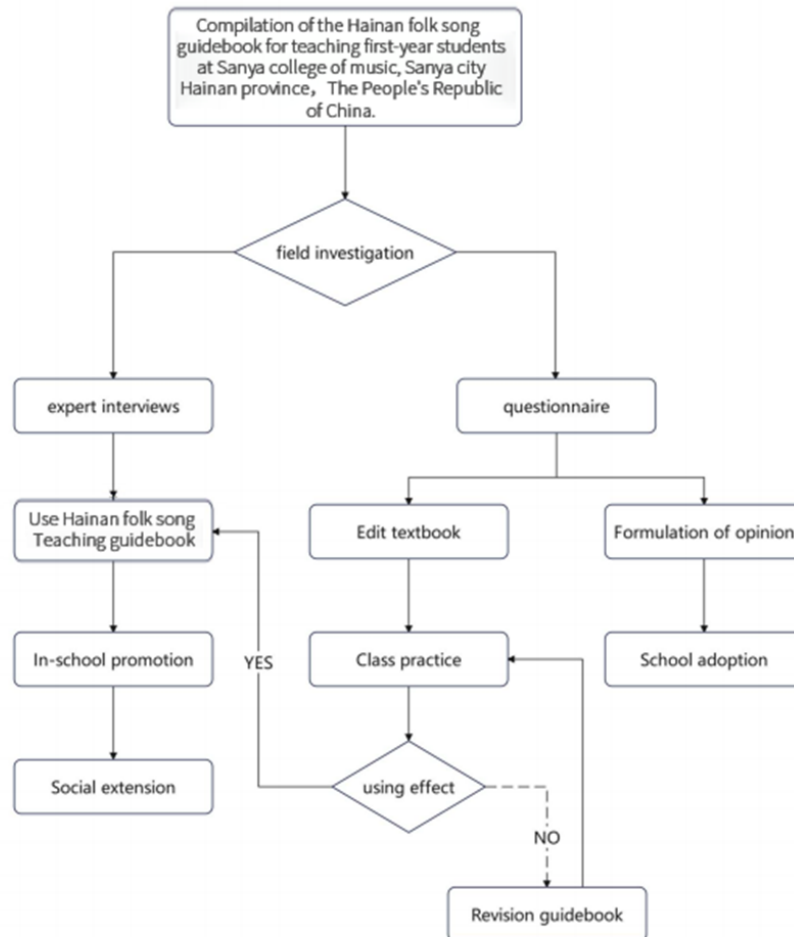 Compilation of the Hainan folk song
guidebook for teaching first-year students
at Sanya college of music, Sanya city
Hainan province，The People's Republic
of China.
field investigation
expert interviews
questionnaire
Use Hainan folk song
Teaching guidebook
Edit textbook
Formulation of opinion
In-school promotion
YES
Class practice
School adoption
Social extension
using effect
NO
Revision guidebook